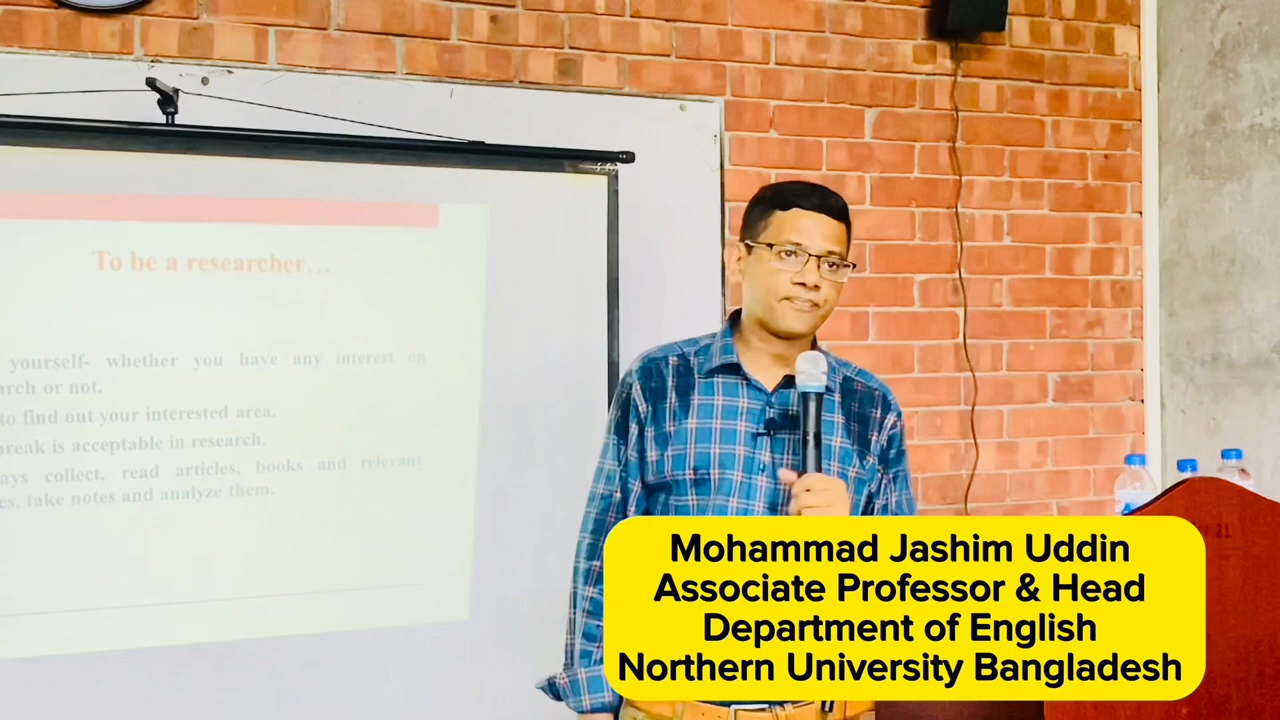 To be a researcher...
yourself- whether you have any interest on
arch or not.
to find out your interested area.
break is acceptable in research.
ays collect, read articles, books and relevant
es, take notes and analyze them.
Mohammad Jashim Uddin
Associate Professor & Head
Department of English
Northern University Bangladesh